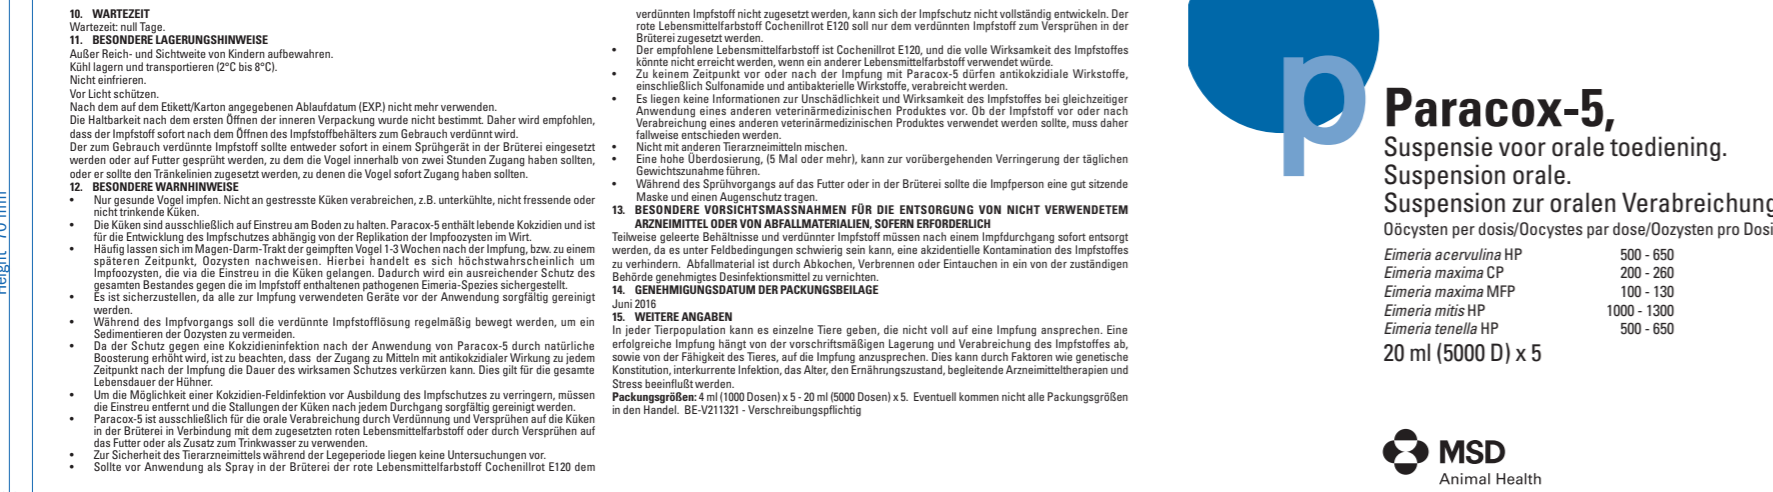 10. WARTEZEIT
Wartezeit: null Tage.
11. BESONDERE LAGERUNGSHINWEISE
Außer Reich- und Sichtweite von Kindern aufbewahren.
Kühl lagern und transportieren (2°C bis 8°C).
Nicht einfrieren.
Vor Licht schützen.
Nach dem auf dem Etikett/Karton angegebenen Ablaufdatum (EXP.) nicht mehr verwenden.
Die Haltbarkeit nach dem ersten Öffnen der inneren Verpackung wurde nicht bestimmt. Daher wird empfohlen,
dass der Impfstoff sofort nach dem Öffnen des Impfstoffbehälters zum Gebrauch verdünnt wird.
Der zum Gebrauch verdünnte Impfstoff sollte entweder sofort in einem Sprühgerät in der Brüterei eingesetzt
werden oder auf Futter gesprüht werden, zu dem die Vogel innerhalb von zwei Stunden Zugang haben sollten,
oder er sollte den Tränkelinien zugesetzt werden, zu denen die Vogel sofort Zugang haben sollten.
12. BESONDERE WARNHINWEISE
• Nur gesunde Vogel impfen. Nicht an gestresste Küken verabreichen, z.B. unterkühlte, nicht fressende oder
nicht trinkende Küken.
• Die Küken sind ausschließlich auf Einstreu am Boden zu halten. Paracox-5 enthält lebende Kokzidien und ist
für die Entwicklung des Impfschutzes abhängig von der Replikation der Impfoozysten im Wirt.
• Häufig lassen sich im Magen-Darm-Trakt der geimpften Vogel 1-3 Wochen nach der Impfung, bzw. zu einem
späteren Zeitpunkt, Oozysten nachweisen. Hierbei handelt es sich höchstwahrscheinlich um
Impfoozysten, die via die Einstreu in die Küken gelangen. Dadurch wird ein ausreichender Schutz des
gesamten Bestandes gegen die im Impfstoff enthaltenen pathogenen Eimeria-Spezies sichergestellt.
• Es ist sicherzustellen, da alle zur Impfung verwendeten Geräte vor der Anwendung sorgfältig gereinigt
werden.
• Während des Impfvorgangs soll die verdünnte Impfstofflösung regelmäßig bewegt werden, um ein
Sedimentieren der Oozysten zu vermeiden.
• Da der Schutz gegen eine Kokzidieninfektion nach der Anwendung von Paracox-5 durch natürliche
Boosterung erhöht wird, ist zu beachten, dass der Zugang zu Mitteln mit antikokzidialer Wirkung zu jedem
Zeitpunkt nach der Impfung die Dauer des wirksamen Schutzes verkürzen kann. Dies gilt für die gesamte
Lebensdauer der Hühner.
• Um die Möglichkeit einer Kokzidien-Feldinfektion vor Ausbildung des Impfschutzes zu verringern, müssen
die Einstreu entfernt und die Stallungen der Küken nach jedem Durchgang sorgfältig gereinigt werden.
• Paracox-5 ist ausschließlich für die orale Verabreichung durch Verdünnung und Versprühen auf die Küken
in der Brüterei in Verbindung mit dem zugesetzten roten Lebensmittelfarbstoff oder durch Versprühen auf
das Futter oder als Zusatz zum Trinkwasser zu verwenden.
• Zur Sicherheit des Tierarzneimittels während der Legeperiode liegen keine Untersuchungen vor.
• Sollte vor Anwendung als Spray in der Brüterei der rote Lebensmittelfarbstoff Cochenillrot E120 dem
verdünnten Impfstoff nicht zugesetzt werden, kann sich der Impfschutz nicht vollständig entwickeln. Der
rote Lebensmittelfarbstoff Cochenillrot E120 soll nur dem verdünnten Impfstoff zum Versprühen in der
Brüterei zugesetzt werden.
• Der empfohlene Lebensmittelfarbstoff ist Cochenillrot E120, und die volle Wirksamkeit des Impfstoffes
könnte nicht erreicht werden, wenn ein anderer Lebensmittelfarbstoff verwendet würde.
• Zu keinem Zeitpunkt vor oder nach der Impfung mit Paracox-5 dürfen antikokzidiale Wirkstoffe,
einschließlich Sulfonamide und antibakterielle Wirkstoffe, verabreicht werden.
• Es liegen keine Informationen zur Unschädlichkeit und Wirksamkeit des Impfstoffes bei gleichzeitiger
Anwendung eines anderen veterinärmedizinischen Produktes vor. Ob der Impfstoff vor oder nach
Verabreichung eines anderen veterinärmedizinischen Produktes verwendet werden sollte, muss daher
fallweise entschieden werden.
• Nicht mit anderen Tierarzneimitteln mischen.
• Eine hohe Überdosierung, (5 Mal oder mehr), kann zur vorübergehenden Verringerung der täglichen
Gewichtszunahme führen.
• Während des Sprühvorgangs auf das Futter oder in der Brüterei sollte die Impfperson eine gut sitzende
Maske und einen Augenschutz tragen.
13. BESONDERE VORSICHTSMASSNAHMEN FÜR DIE ENTSORGUNG VON NICHT VERWENDETEM
ARZNEIMITTEL ODER VON ABFALLMATERIALIEN, SOFERN ERFORDERLICH
Teilweise geleerte Behältnisse und verdünnter Impfstoff müssen nach einem Impfdurchgang sofort entsorgt
werden, da es unter Feldbedingungen schwierig sein kann, eine akzidentielle Kontamination des Impfstoffes
zu verhindern. Abfallmaterial ist durch Abkochen, Verbrennen oder Eintauchen in ein von der zuständigen
Behörde genehmigtes Desinfektionsmittel zu vernichten.
14. GENEHMIGUNGSDATUM DER PACKUNGSBEILAGE
Juni 2016
15. WEITERE ANGABEN
In jeder Tierpopulation kann es einzelne Tiere geben, die nicht voll auf eine Impfung ansprechen. Eine
erfolgreiche Impfung hängt von der vorschriftsmäßigen Lagerung und Verabreichung des Impfstoffes ab,
sowie von der Fähigkeit des Tieres, auf die Impfung anzusprechen. Dies kann durch Faktoren wie genetische
Konstitution, interkurrente Infektion, das Alter, den Ernährungszustand, begleitende Arzneimitteltherapien und
Stress beeinflußt werden.
Packungsgrößen: 4 ml (1000 Dosen) x 5 - 20 ml (5000 Dosen) x 5. Eventuell kommen nicht alle Packungsgrößen
in den Handel. BE-V211321 - Verschreibungspflichtig
p
Paracox-5,
Suspensie voor orale toediening.
Suspension orale.
Suspension zur oralen Verabreichung
Oöcysten per dosis/Oocystes par dose/Oozysten pro Dosi
Eimeria acervulina HP 500 - 650
Eimeria maxima CP 200 - 260
Eimeria maxima MFP 100 - 130
Eimeria mitis HP 1000 - 1300
Eimeria tenella HP 500 - 650
20 ml (5000 D) x 5
MSD
Animal Health